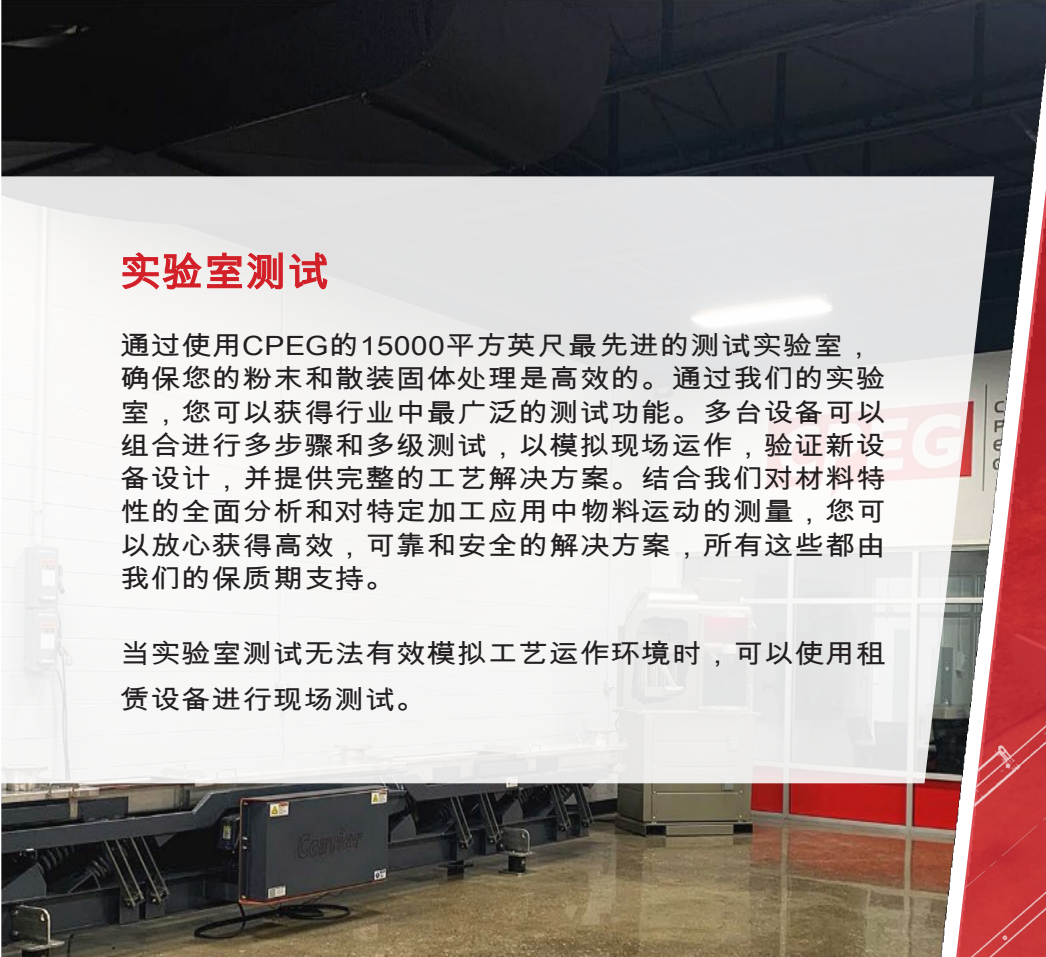 实验室测试
通过使用CPEG的15000平方英尺最先进的测试实验室，
确保您的粉末和散装固体处理是高效的。通过我们的实验
室，您可以获得行业中最广泛的测试功能。多台设备可以
组合进行多步骤和多级测试，以模拟现场运作，验证新设
备设计，并提供完整的工艺解决方案。结合我们对材料特
性的全面分析和对特定加工应用中物料运动的测量，您可
以放心获得高效，可靠和安全的解决方案，所有这些都由
我们的保质期支持。
当实验室测试无法有效模拟工艺运作环境时，可以使用租
赁设备进行现场测试。
CPEG
Carrier